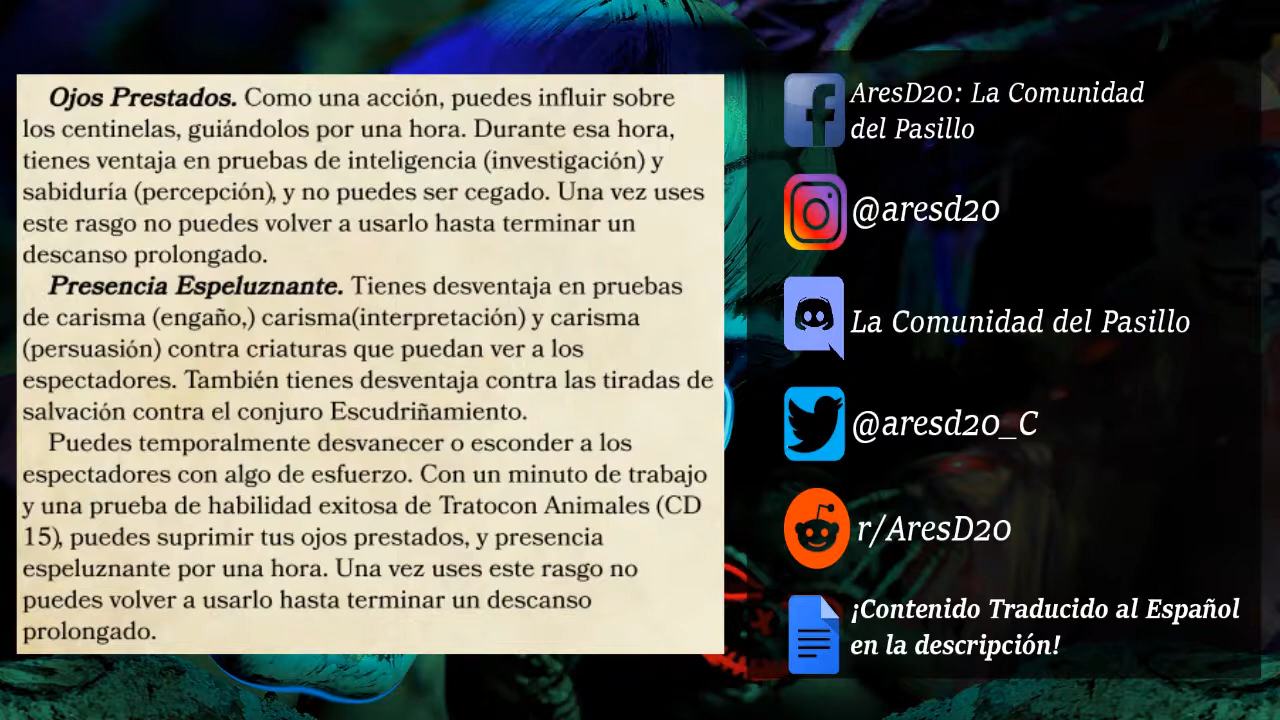 Ojos Prestados. Como una acción, puedes influir sobre
los centinelas, guiándolos por una hora. Durante esa hora,
tienes ventaja en pruebas de inteligencia (investigación) y
sabiduría (percepción), y no puedes ser cegado. Una vez uses
este rasgo no puedes volver a usarlo hasta terminar un
descanso prolongado.
Presencia Espeluznante. Tienes desventaja en pruebas
de carisma (engaño,) carisma(interpretación) y carisma
(persuasión) contra criaturas que puedan ver a los
espectadores. También tienes desventaja contra las tiradas de
salvación contra el conjuro Escudriñamiento.
Puedes temporalmente desvanecer o esconder a los
espectadores con algo de esfuerzo. Con un minuto de trabajo
y una prueba de habilidad exitosa de Tratocon Animales (CD
15), puedes suprimir tus ojos prestados, y presencia
espeluznante por una hora. Una vez uses este rasgo no
puedes volver a usarlo hasta terminar un descanso
prolongado.
AresD20: La Comunidad
del Pasillo
@aresd20
La Comunidad del Pasillo
@aresd20_C
r/AresD20
¡Contenido Traducido al Español
en la descripción!